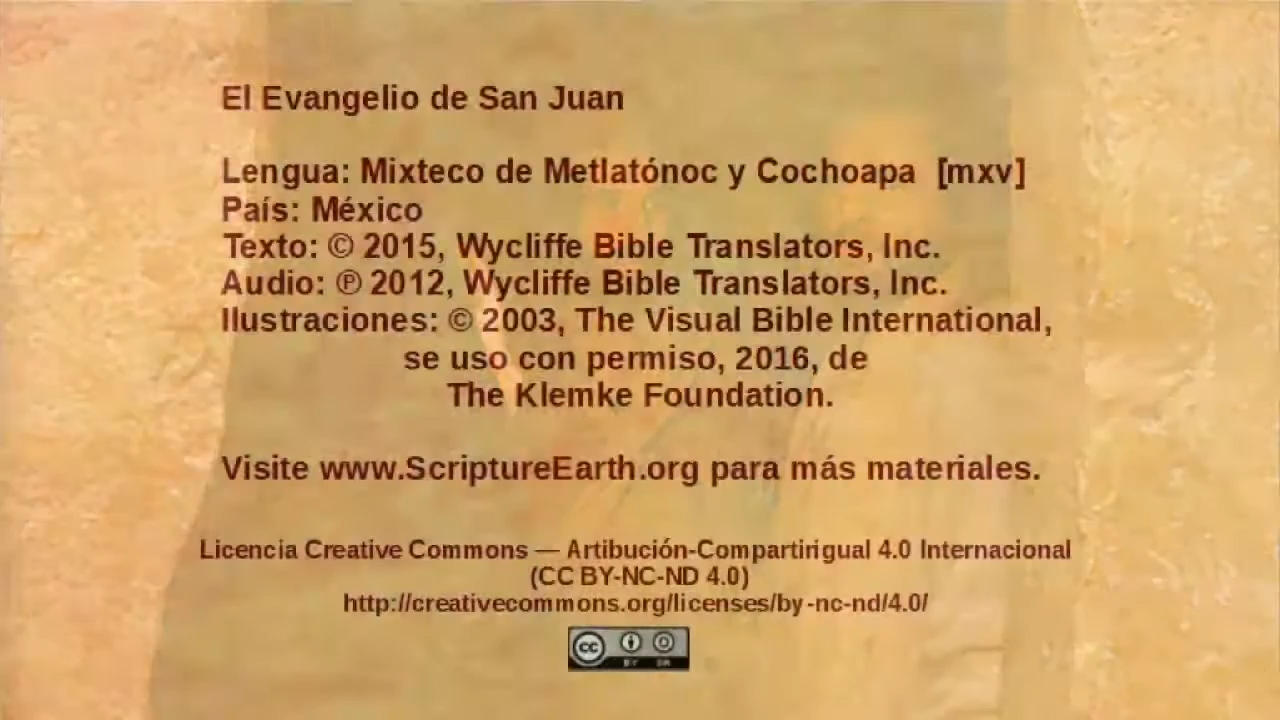 El Evangelio de San Juan
Lengua: Mixteco de Metlatónoc y Cochoapa [mxv]
País: México
Texto: © 2015, Wycliffe Bible Translators, Inc.
Audio: ℗ 2012, Wycliffe Bible Translators, Inc.
Ilustraciones: © 2003, The Visual Bible International,
se uso con permiso, 2016, de
The Klemke Foundation.
Visite www.ScriptureEarth.org para más materiales.
Licencia Creative Commons — Artibución-Compartirigual 4.0 Internacional
(CC BY-NC-ND 4.0)
http://creativecommons.org/licenses/by-nc-nd/4.0/
cc BY SA